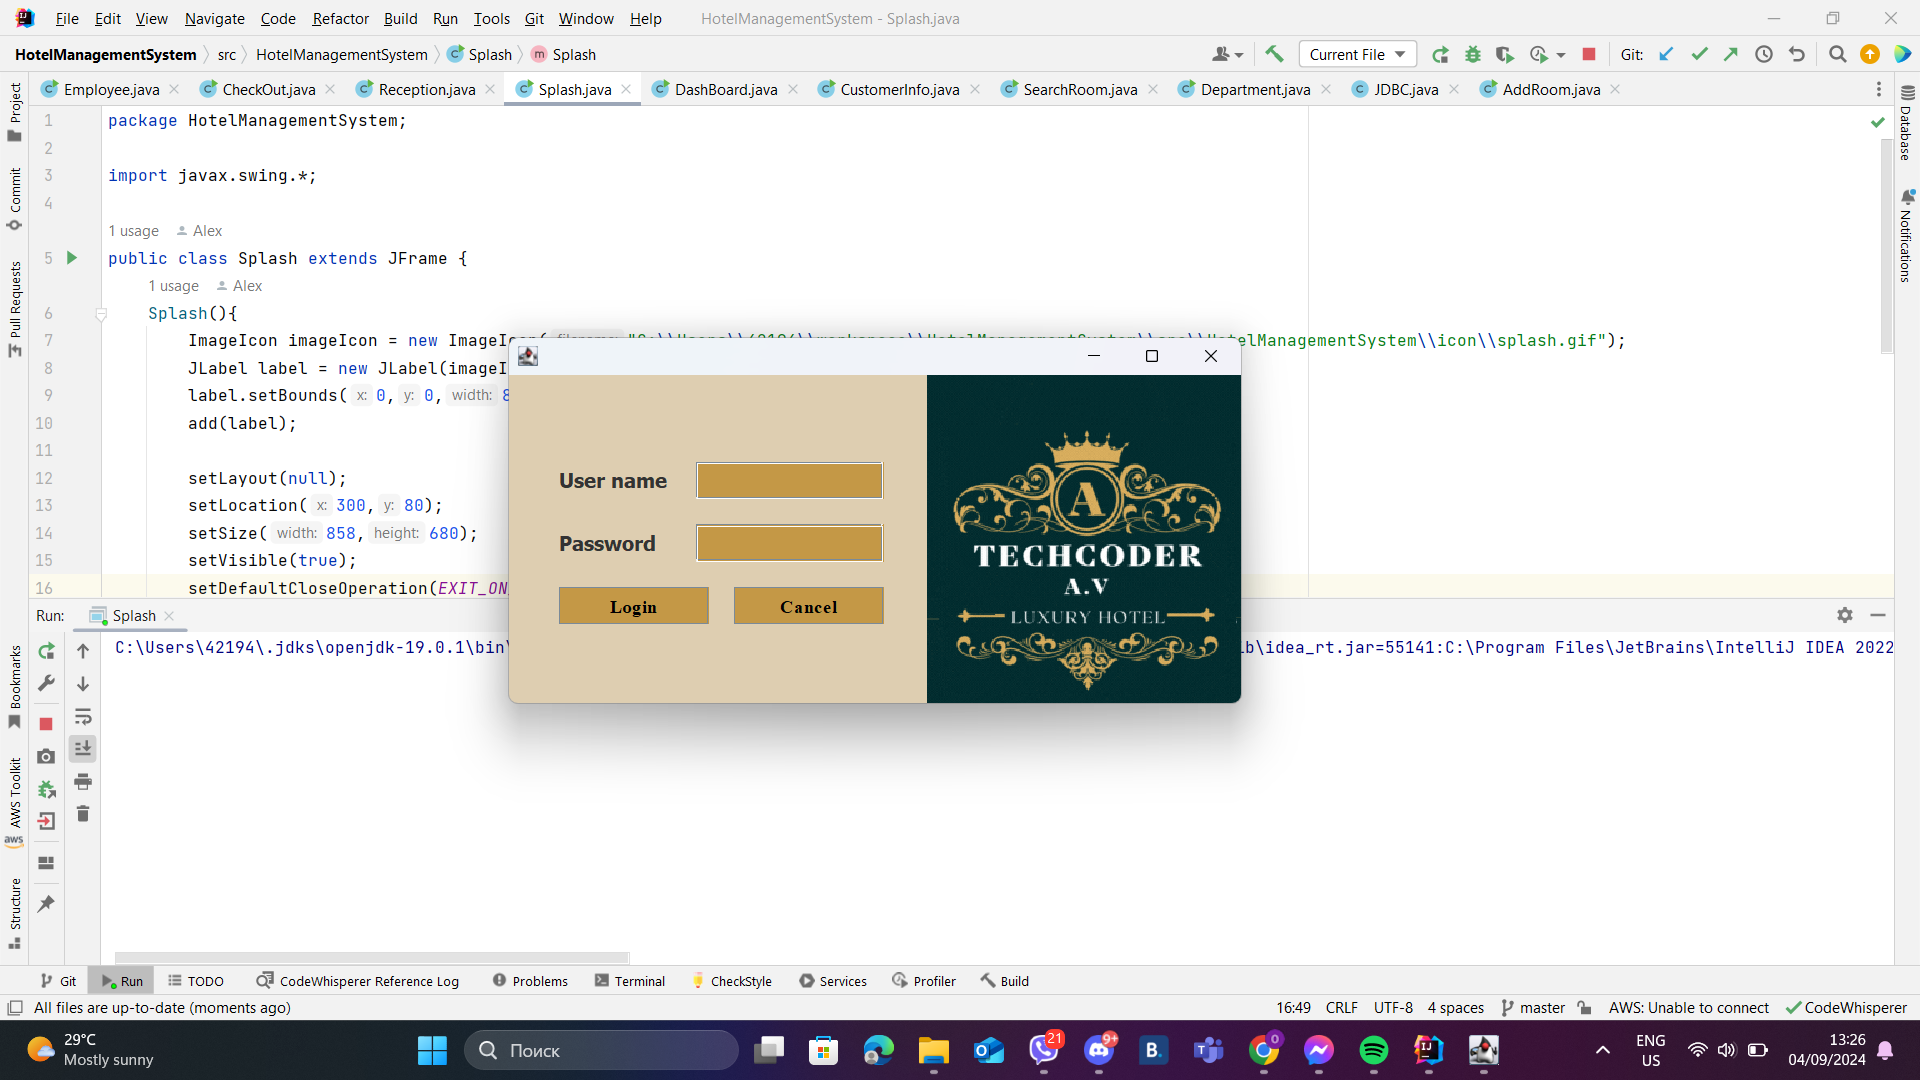 File Edit View Navigate Code Refactor Build Run Tools Git Window Help HotelManagementSystem - Splash.java
HotelManagementSystem src HotelManagementSystem Splash Splash Current File Git:
Employee.java CheckOut.java Reception.java Splash.java DashBoard.java CustomerInfo.java SearchRoom.java Department.java JDBC.java AddRoom.java
Project
Commit
Pull Requests
Bookmarks
AWS Toolkit
aws
Structure
Database
Notifications
1 package HotelManagementSystem;
2
3 import javax.swing.*;
4
1 usage Alex
5 public class Splash extends JFrame {
1 usage Alex
6 Splash(){
7 ImageIcon imageIcon = new ImageIcon( HotelManagementSystem\\icon\\splash.gif");
8 JLabel label = new JLabel(imageI
9 label.setBounds( x: 0, y: 0, width: 8
10 add(label);
11
12 setLayout(null);
13 setLocation( x: 300, y: 80);
14 setSize( width: 858, height: 680);
15 setVisible(true);
16 setDefaultCloseOperation(EXIT_ON
User name
Password
Login Cancel
A
TECHCODER
A.V
LUXURY HOTEL
Run: Splash
C:\Users\42194\.jdks\openjdk-19.0.1\bin\ lb\idea_rt.jar=55141:C:\Program Files\JetBrains\IntelliJ IDEA 2022
Git Run TODO CodeWhisperer Reference Log Problems Terminal CheckStyle Services Profiler Build
All files are up-to-date (moments ago) 16:49 CRLF UTF-8 4 spaces master AWS: Unable to connect CodeWhisperer
29°C
Mostly sunny
Поиск
21
9+
B.
0
ENG
US
13:26
04/09/2024